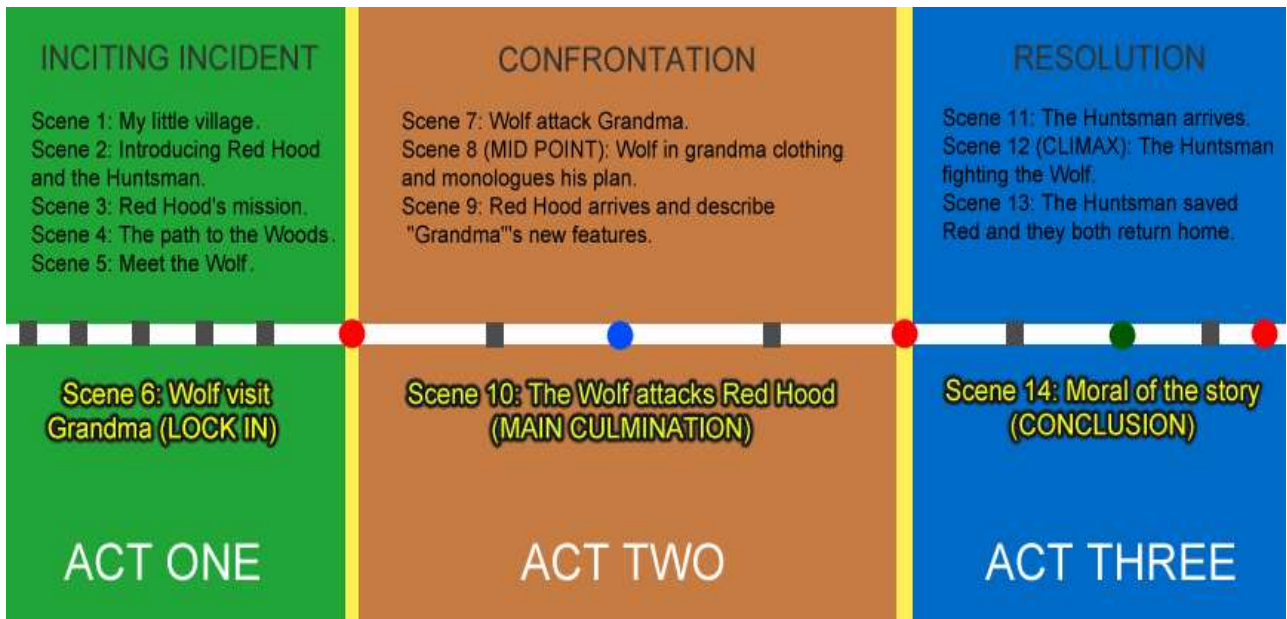 INCITING INCIDENT
Scene 1: My little village.
Scene 2: Introducing Red Hood
and the Huntsman.
Scene 3: Red Hood's mission.
Scene 4: The path to the Woods.
Scene 5: Meet the Wolf.
Scene 6: Wolf visit
Grandma (LOCK IN)
ACT ONE
CONFRONTATION
Scene 7: Wolf attack Grandma.
Scene 8 (MID POINT): Wolf in grandma clothing
and monologues his plan.
Scene 9: Red Hood arrives and describe
"Grandma"'s new features.
Scene 10: The Wolf attacks Red Hood
(MAIN CULMINATION)
ACT TWO
RESOLUTION
Scene 11: The Huntsman arrives.
Scene 12 (CLIMAX): The Huntsman
fighting the Wolf.
Scene 13: The Huntsman saved
Red and they both return home.
Scene 14: Moral of the story
(CONCLUSION)
ACT THREE